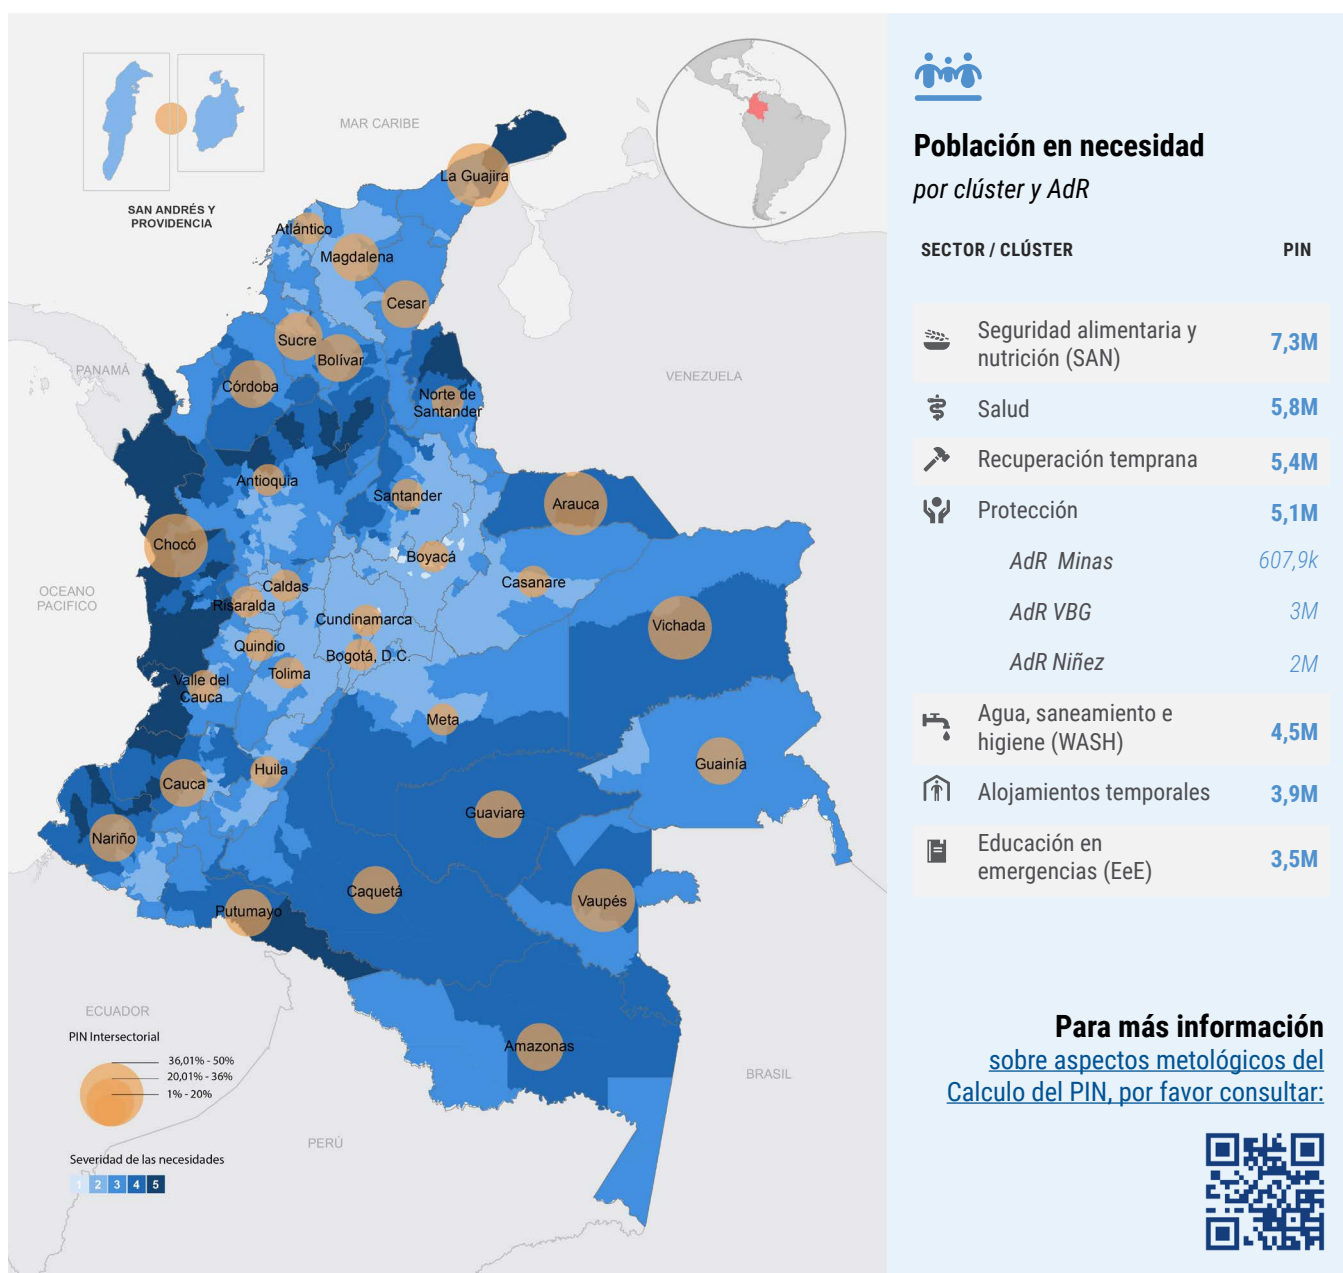 MAR CARIBE
SAN ANDRÉS Y
PROVIDENCIA
La Guajira
Atlántico
Magdalena
Cesar
Sucre
Bolívar
Córdoba
PANAMÁ
VENEZUELA
Norte de
Santander
Antioquia
Santander
Arauca
Chocó
Boyacá
Casanare
Caldas
Risaralda
OCEANO
PACIFICO
Cundinamarca
Vichada
Quindio
Bogotá, D.C.
Tolima
Valle del
Cauca
Meta
Guainía
Huila
Cauca
Guaviare
Nariño
Caquetá
Vaupés
Putumayo
ECUADOR
Amazonas
BRASIL
PERÚ
PIN Intersectorial
36,01% - 50%
20,01% - 36%
1% - 20%
Severidad de las necesidades
1 2 3 4 5
Población en necesidad
por clúster y AdR
SECTOR / CLÚSTER PIN
Seguridad alimentaria y
nutrición (SAN) 7,3M
Salud 5,8M
Recuperación temprana 5,4M
Protección 5,1M
AdR Minas 607,9k
AdR VBG 3M
AdR Niñez 2M
Agua, saneamiento e
higiene (WASH) 4,5M
Alojamientos temporales 3,9M
Educación en
emergencias (EeE) 3,5M
Para más información
sobre aspectos metológicos del
Calculo del PIN, por favor consultar: